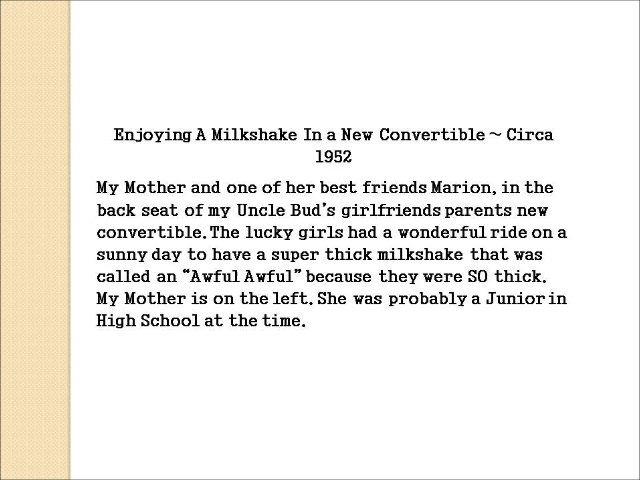 Enjoying A Milkshake In a New Convertible ~ Circa
1952
My Mother and one of her best friends Marion, in the
back seat of my Uncle Bud's girlfriends parents new
convertible. The lucky girls had a wonderful ride on a
sunny day to have a super thick milkshake that was
called an “Awful Awful” because they were SO thick.
My Mother is on the left. She was probably a Junior in
High School at the time.